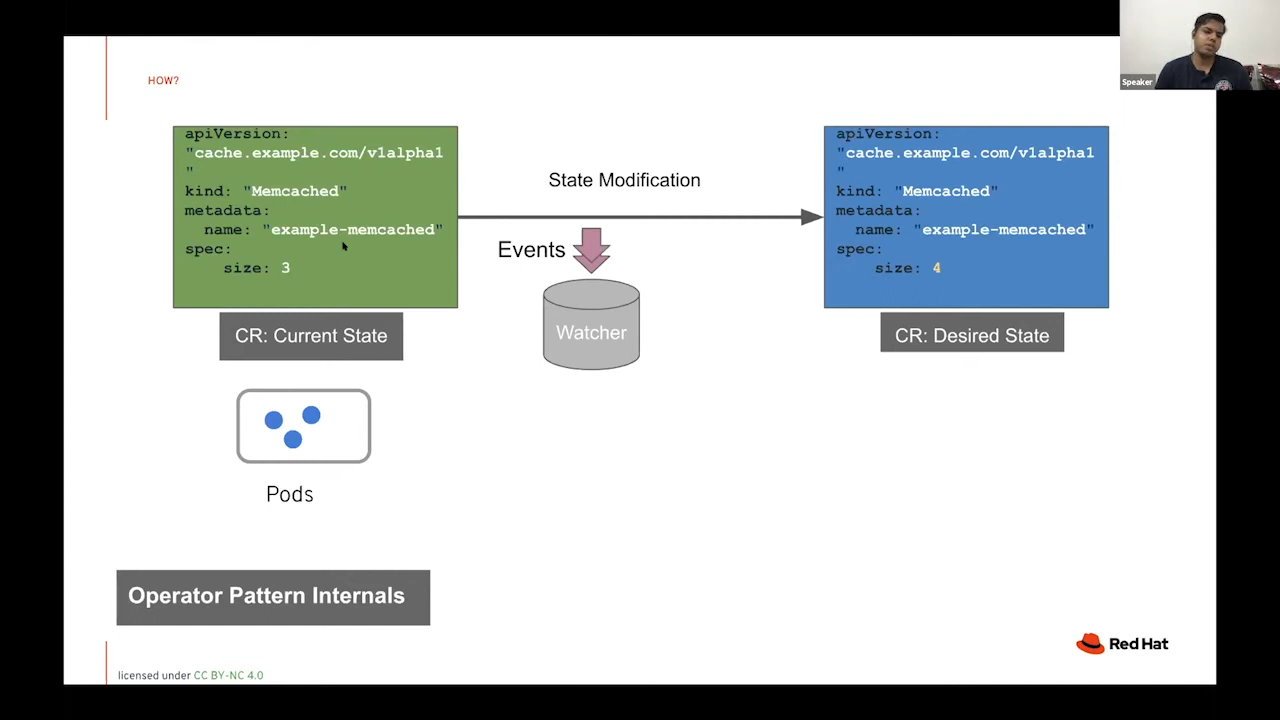 Speaker
HOW?
apiVersion:
"cache.example.com/v1alpha1
"
kind: "Memcached"
metadata:
name: "example-memcached"
spec:
size: 3
CR: Current State
Pods
State Modification
Events
Watcher
apiVersion:
"cache.example.com/v1alpha1
"
kind: "Memcached"
metadata:
name: "example-memcached"
spec:
size: 4
CR: Desired State
Operator Pattern Internals
Red Hat
licensed under CC BY-NC 4.0